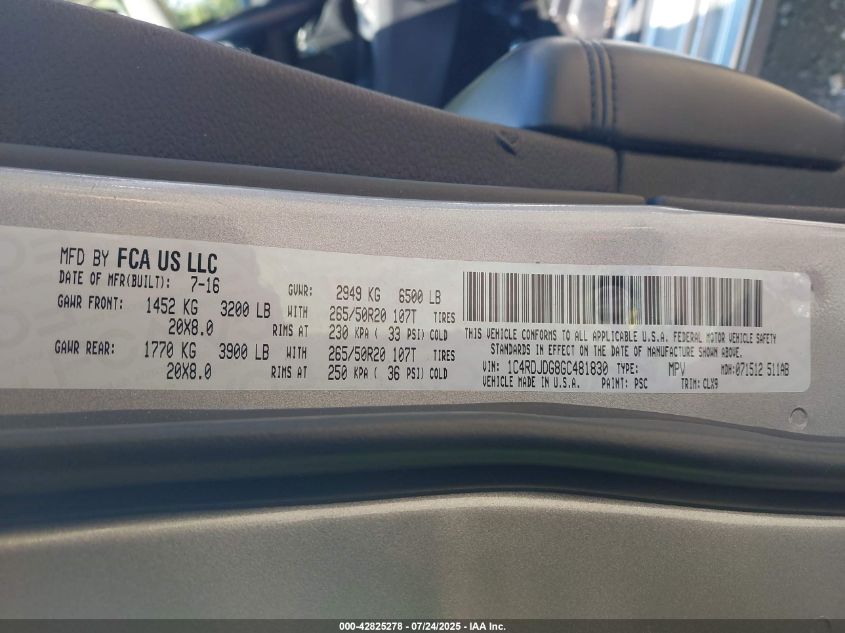 MFD BY FCA US LLC
DATE OF MFR(BUILT): 7-16
GVWR: 2949 KG 6500 LB
GAWR FRONT: 1452 KG 3200 LB WITH 265/50R20 107T TIRES
20X8.0 RIMS AT 230 KPA ( 33 PSI) COLD
GAWR REAR: 1770 KG 3900 LB WITH 265/50R20 107T TIRES
20X8.0 RIMS AT 250 KPA ( 36 PSI) COLD
THIS VEHICLE CONFORMS TO ALL APPLICABLE U.S.A. FEDERAL MOTOR VEHICLE SAFETY
STANDARDS IN EFFECT ON THE DATE OF MANUFACTURE SHOWN ABOVE.
VIN: 1C4RDJDG8GC481830 TYPE: MPV MDH: 071512 511AB
VEHICLE MADE IN U.S.A. PAINT: PSC TRIM: CLX9
000-42825278 - 07/24/2025 - IAA Inc.